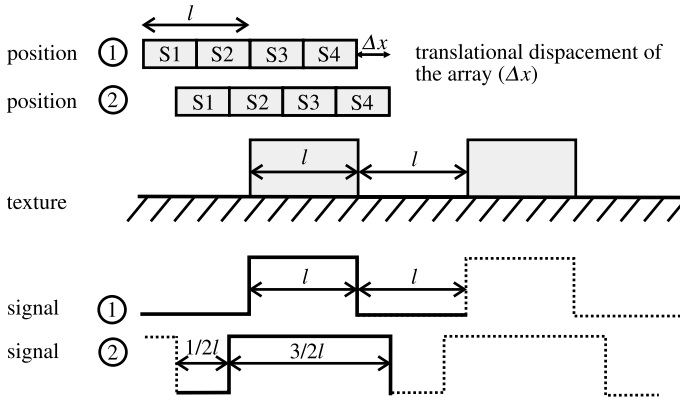 l
position 1 S1 S2 S3 S4 Δx translational dispacement of
the array (Δx)
position 2 S1 S2 S3 S4
l l
texture
l l
signal 1
signal 2 1/2l 3/2l